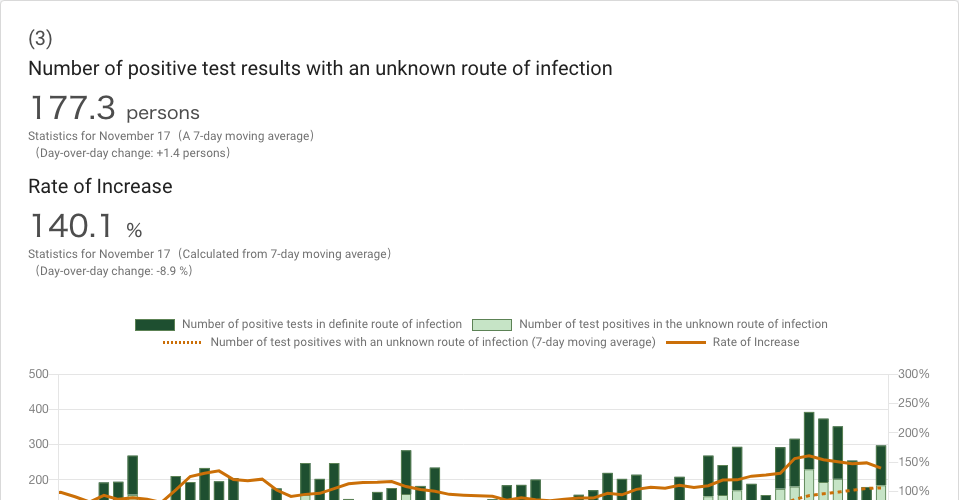 (3)
Number of positive test results with an unknown route of infection
177.3 persons
Statistics for November 17（A 7-day moving average）
（Day-over-day change: +1.4 persons）
Rate of Increase
140.1 %
Statistics for November 17（Calculated from 7-day moving average）
（Day-over-day change: -8.9 %）
Number of positive tests in definite route of infection Number of test positives in the unknown route of infection
Number of test positives with an unknown route of infection (7-day moving average) Rate of Increase
500 300%
250%
400
200%
300
150%
200
100%